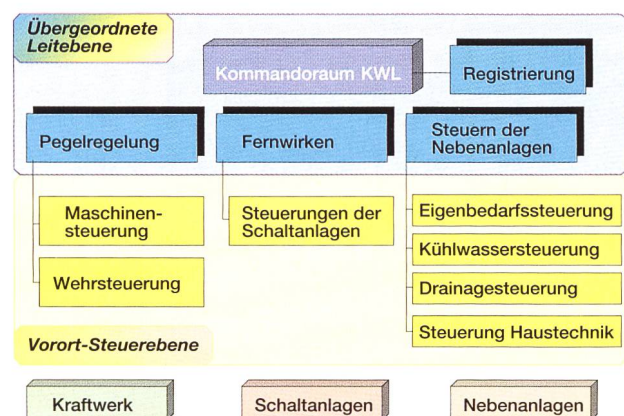 Übergeordnete
Leitebene
Kommandoraum KWL
Registrierung
Pegelregelung
Fernwirken
Steuern der
Nebenanlagen
Maschinen-
steuerung
Wehrsteuerung
Steuerungen der
Schaltanlagen
Eigenbedarfssteuerung
Kühlwassersteuerung
Drainagesteuerung
Steuerung Haustechnik
Vorort-Steuerebene
Kraftwerk
Schaltanlagen
Nebenanlagen